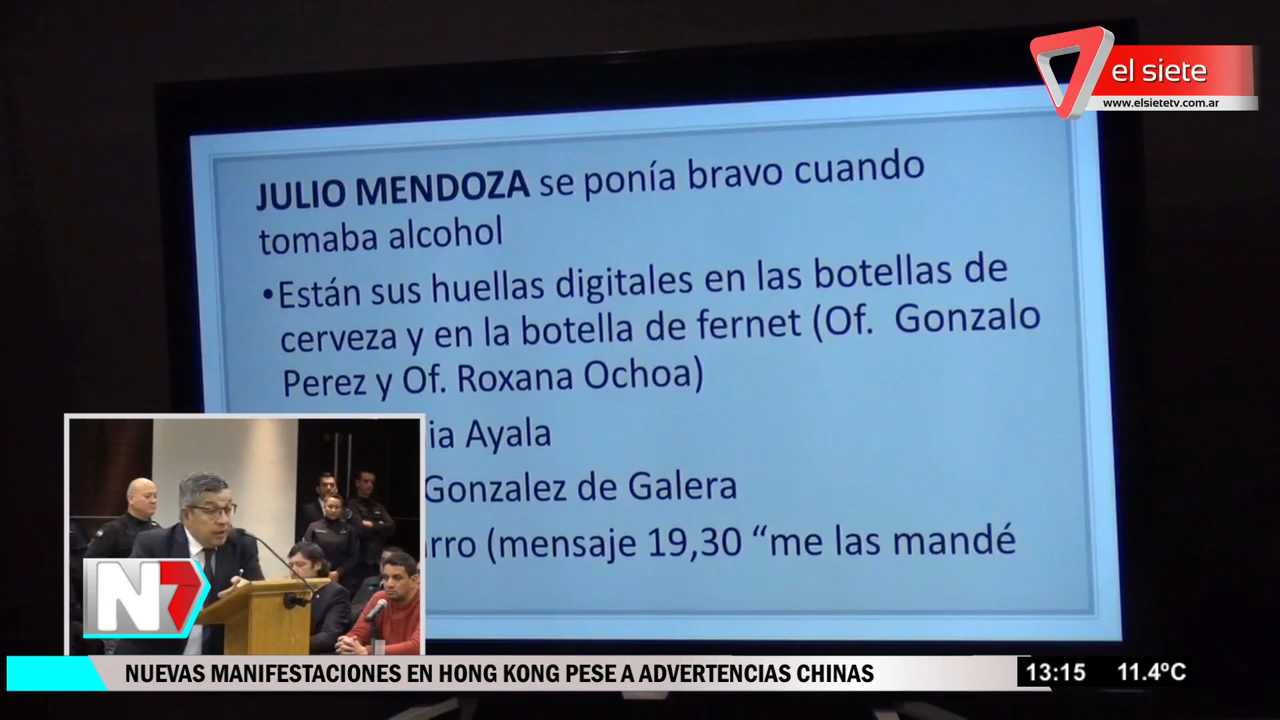 el siete
www.elsietetv.com.ar
JULIO MENDOZA se ponía bravo cuando
tomaba alcohol
•Están sus huellas digitales en las botellas de
cerveza y en la botella de fernet (Of. Gonzalo
Perez y Of. Roxana Ochoa)
ia Ayala
Gonzalez de Galera
rro (mensaje 19,30 “me las mandé
N7
NUEVAS MANIFESTACIONES EN HONG KONG PESE A ADVERTENCIAS CHINAS
13:15 11.4ºC